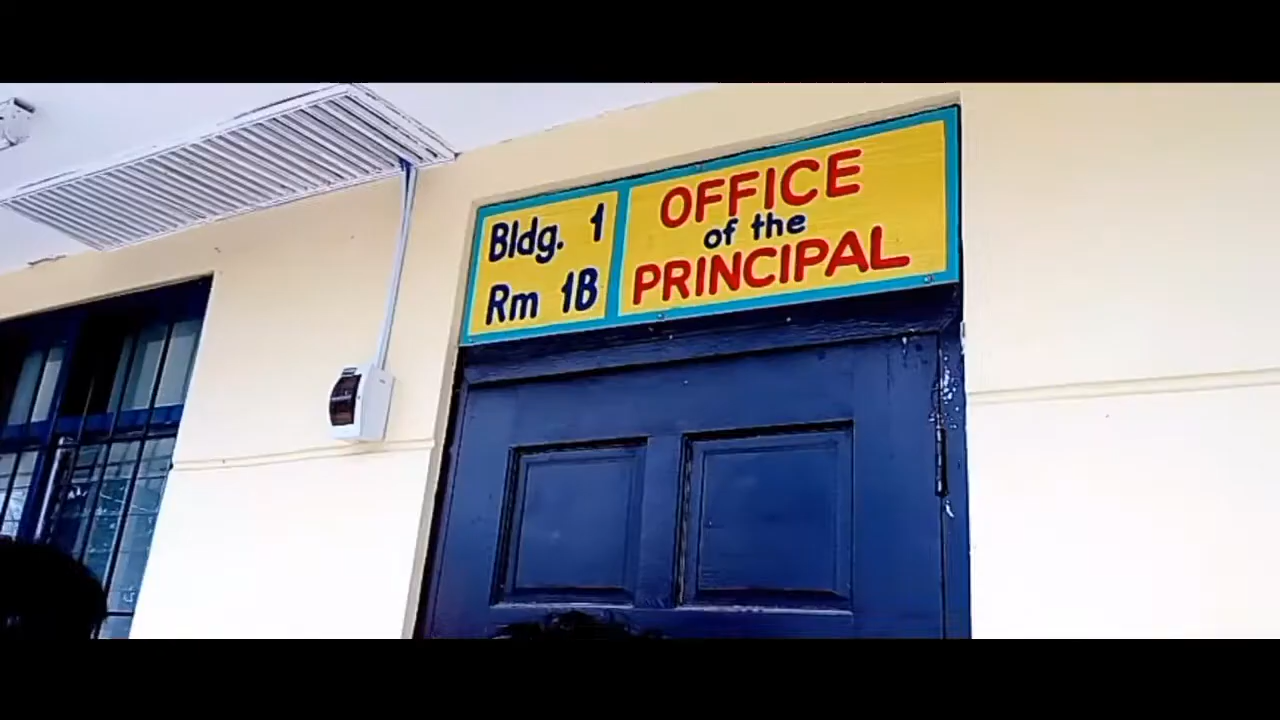 Bldg. 1
Rm 1B
OFFICE
of the
PRINCIPAL